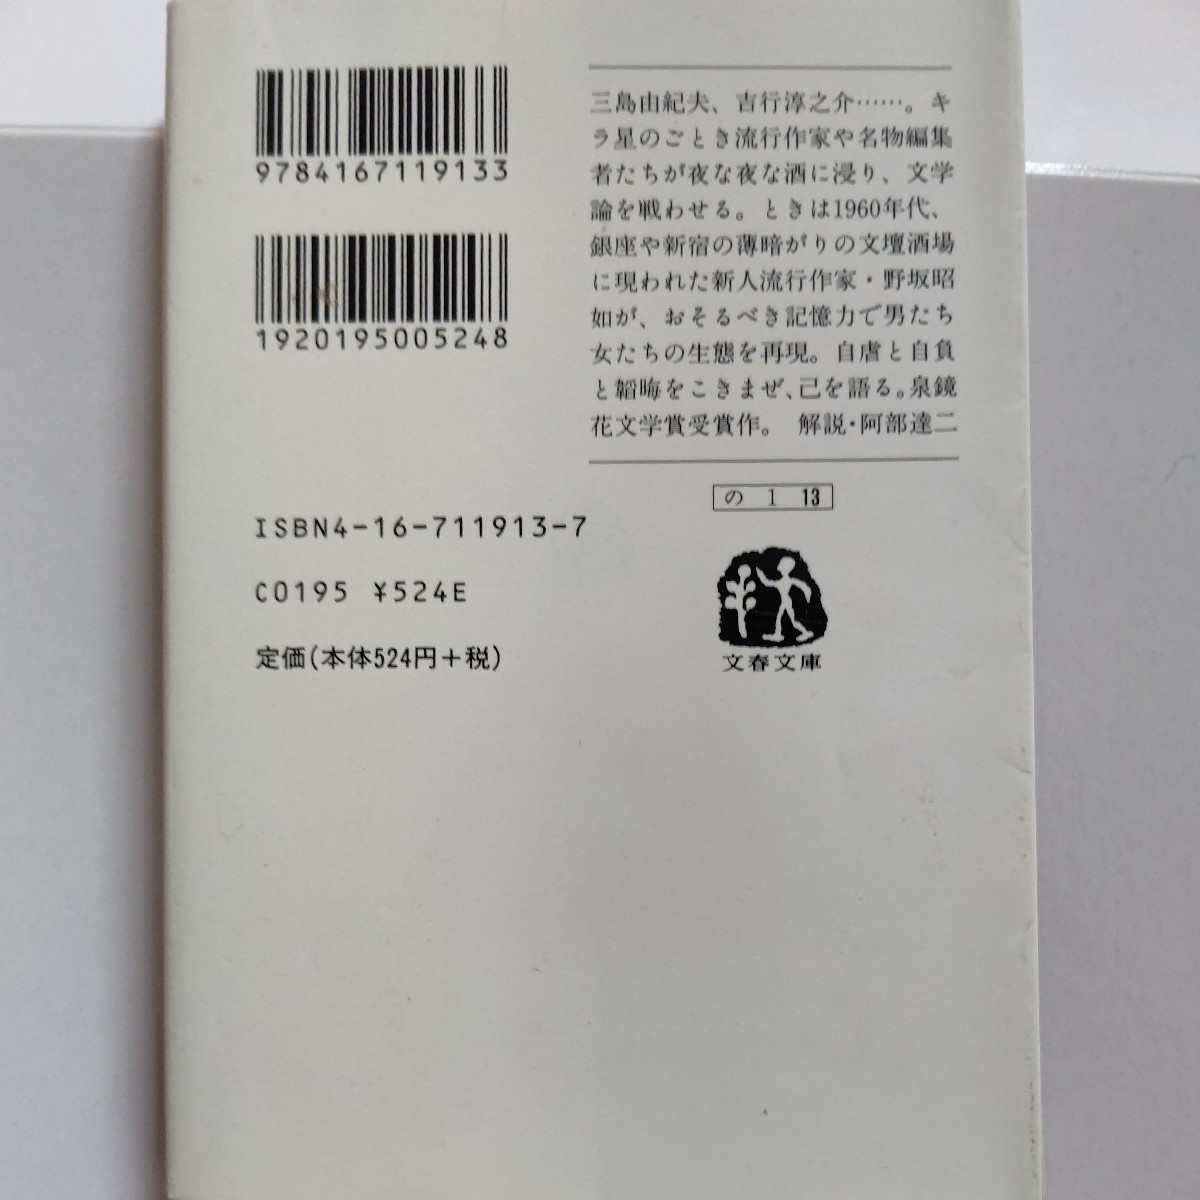 9784167119133
1920195005248
三島由紀夫、吉行淳之介……。キ
ラ星のごとき流行作家や名物編集
者たちが夜な夜な酒に浸り、文学
論を戦わせる。ときは1960年代、
銀座や新宿の薄暗がりの文壇酒場
に現われた新人流行作家・野坂昭
如が、おそるべき記憶力で男たち
女たちの生態を再現。自虐と自負
と韜晦をこきまぜ、己を語る。泉鏡
花文学賞受賞作。 解説・阿部達二
の 1 13
ISBN4-16-711913-7
C0195 ¥524E
定価(本体524円+税)
文春文庫